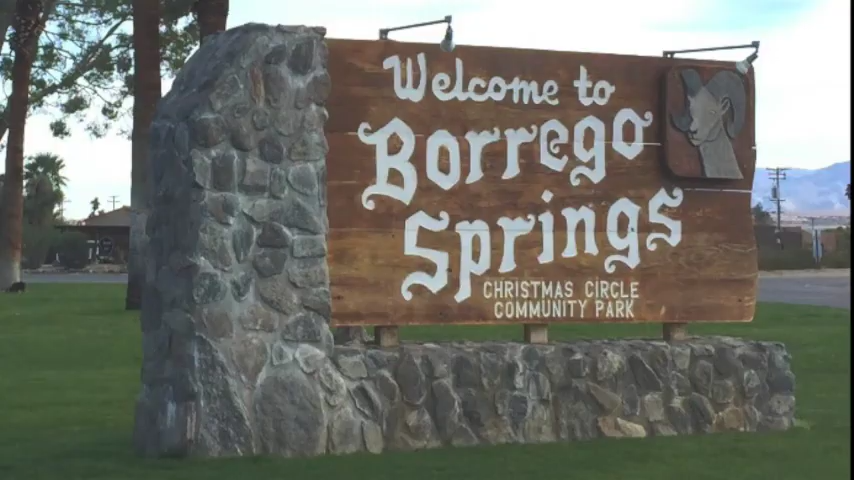 Welcome to
Borrego
Springs
CHRISTMAS CIRCLE
COMMUNITY PARK